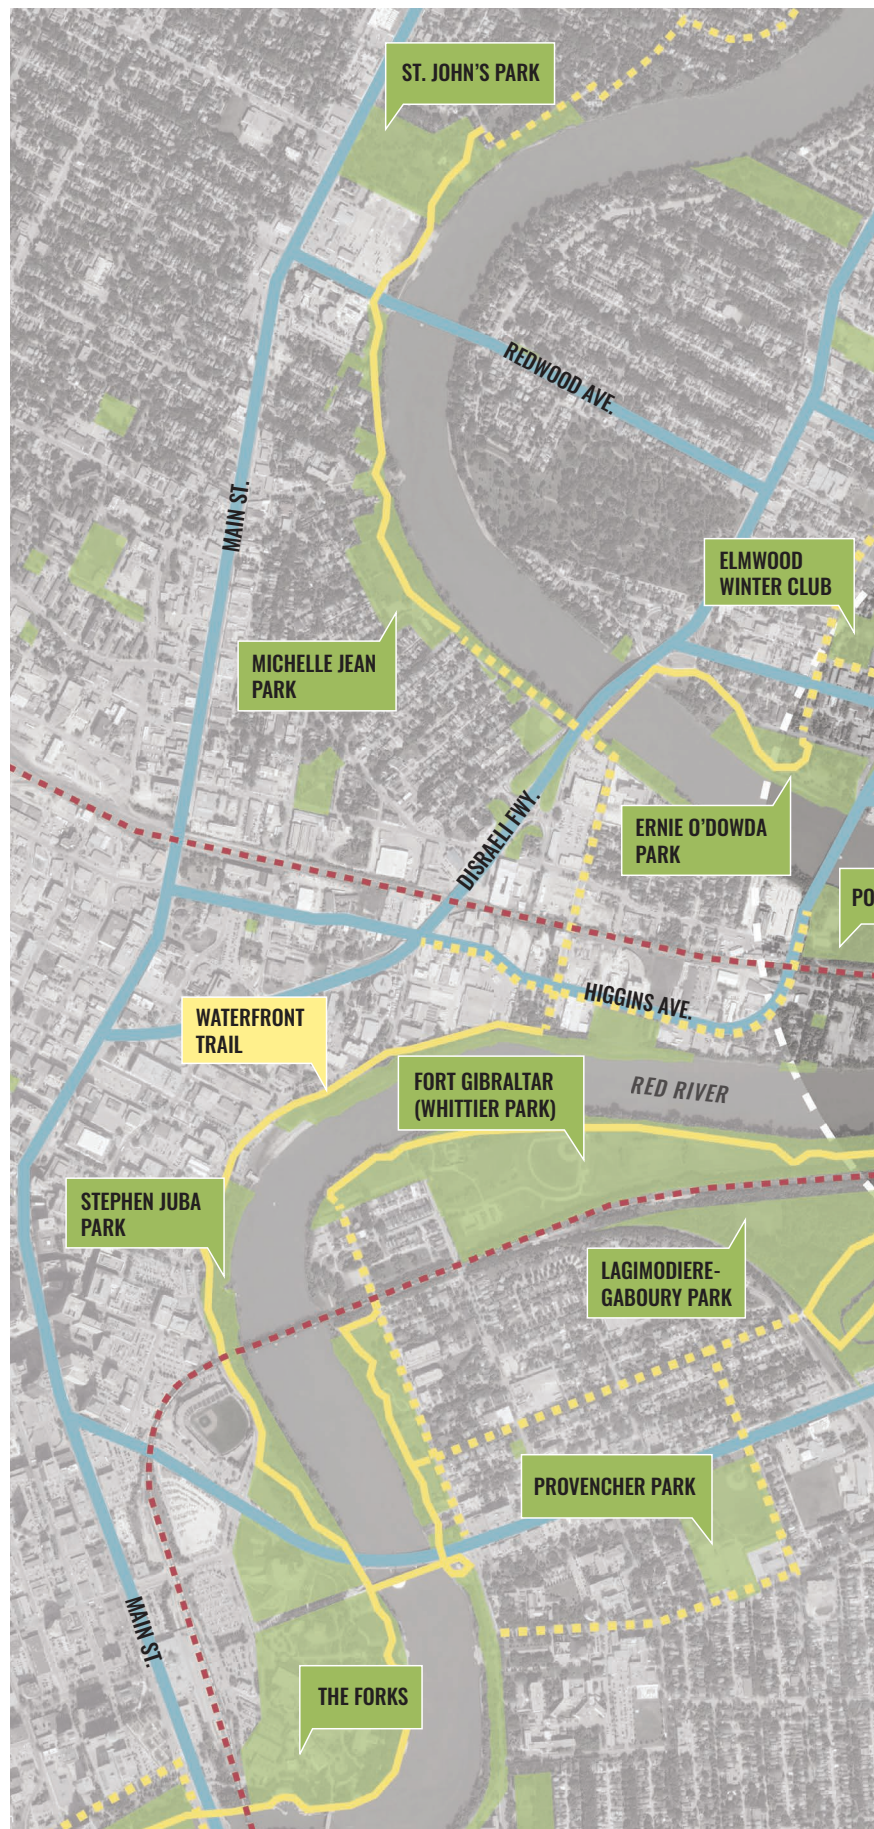 ST. JOHN'S PARK
REDWOOD AVE.
MAIN ST.
ELMWOOD
WINTER CLUB
MICHELLE JEAN
PARK
DISRAELI FWY.
ERNIE O'DOWDA
PARK
PO
HIGGINS AVE.
WATERFRONT
TRAIL
FORT GIBRALTAR
(WHITTIER PARK)
RED RIVER
STEPHEN JUBA
PARK
LAGIMODIERE-
GABOURY PARK
PROVENCHER PARK
MAIN ST.
THE FORKS